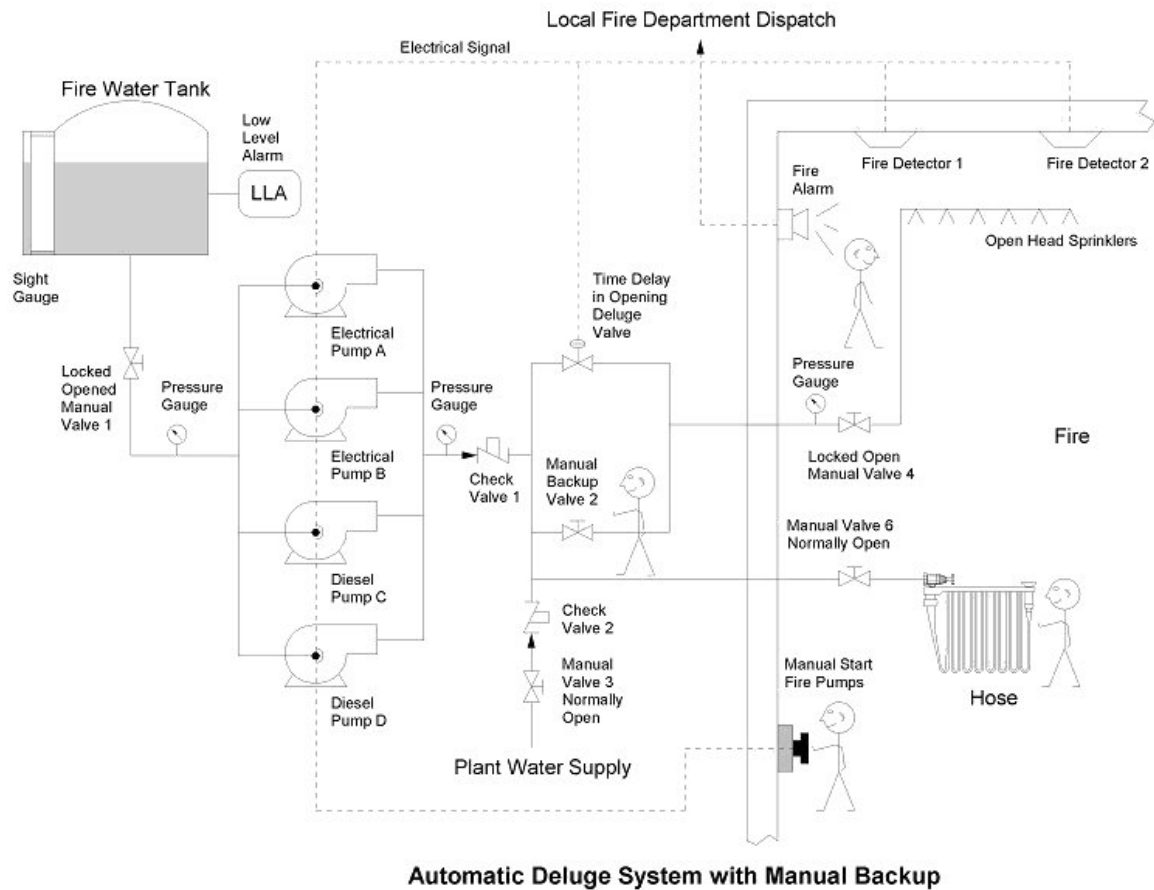 Local Fire Department Dispatch
Electrical Signal
Fire Water Tank
Low
Level
Alarm
LLA
Sight
Gauge
Fire Detector 1
Fire Detector 2
Fire
Alarm
Open Head Sprinklers
Time Delay
in Opening
Deluge
Valve
Electrical
Pump A
Locked
Opened
Manual
Valve 1
Pressure
Gauge
Pressure
Gauge
Pressure
Gauge
Electrical
Pump B
Check
Valve 1
Manual
Backup
Valve 2
Locked Open
Manual Valve 4
Fire
Manual Valve 6
Normally Open
Diesel
Pump C
Check
Valve 2
Manual
Valve 3
Normally
Open
Manual Start
Fire Pumps
Hose
Diesel
Pump D
Plant Water Supply
Automatic Deluge System with Manual Backup